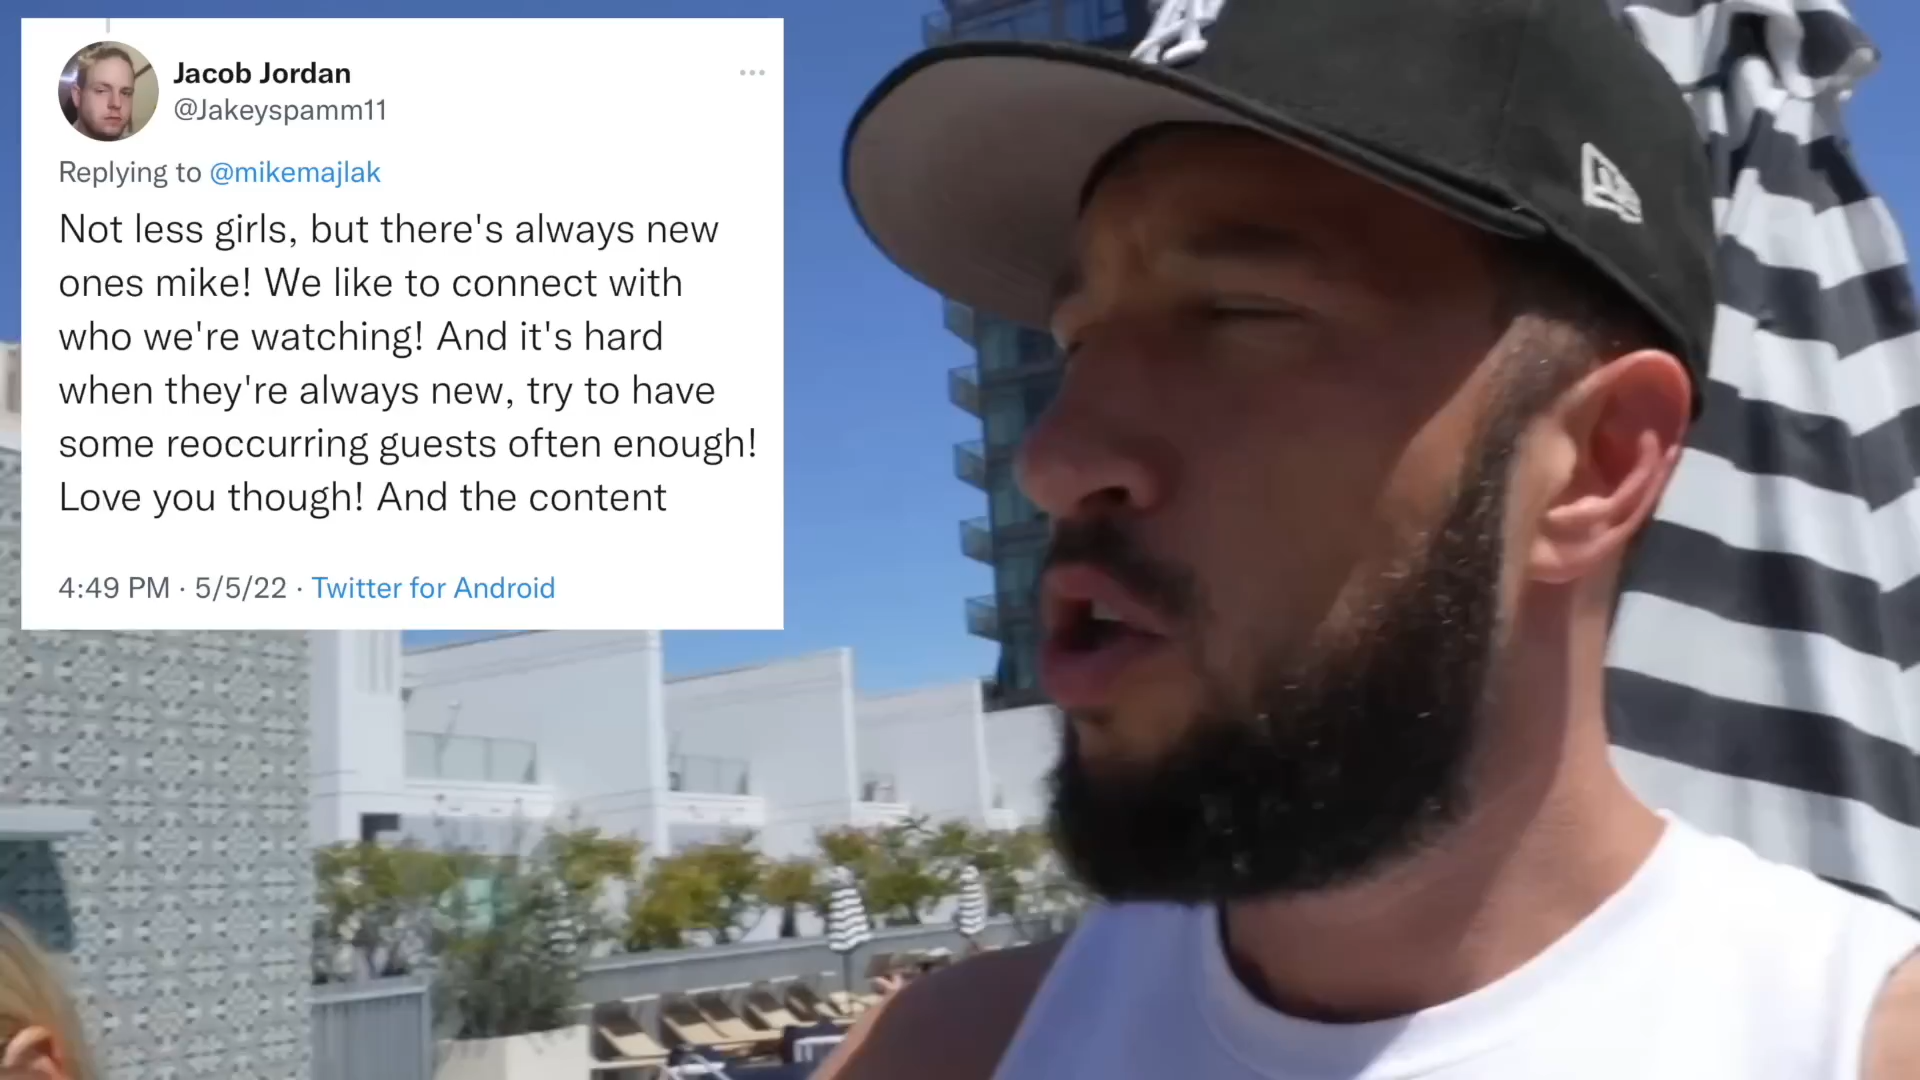 Jacob Jordan
@Jakeyspamm11
Replying to @mikemajlak
Not less girls, but there's always new
ones mike! We like to connect with
who we're watching! And it's hard
when they're always new, try to have
some reoccurring guests often enough!
Love you though! And the content
4:49 PM · 5/5/22 · Twitter for Android